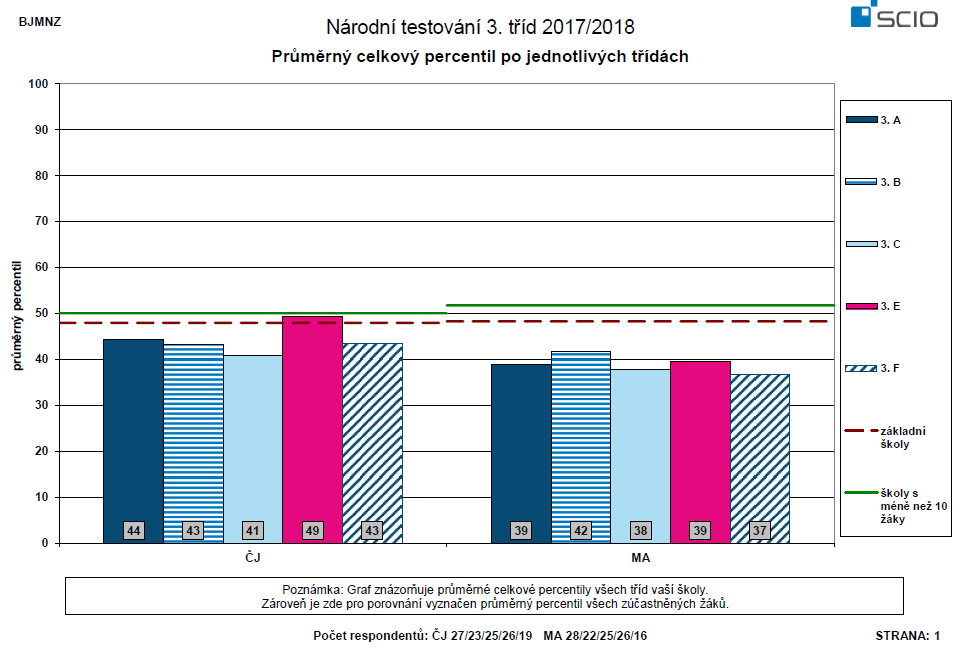 BJMNZ
SCIO
Národní testování 3. tříd 2017/2018
Průměrný celkový percentil po jednotlivých třídách
průměrný percentil
100
90
80
70
60
50
40
30
20
10
0
44
43
41
49
43
39
42
38
39
37
ČJ
MA
3. A
3. B
3. C
3. E
3. F
základní
školy
školy s
méně než 10
žáky
Poznámka: Graf znázorňuje průměrné celkové percentily všech tříd vaší školy.
Zároveň je zde pro porovnání vyznačen průměrný percentil všech zúčastněných žáků.
Počet respondentů: ČJ 27/23/25/26/19 MA 28/22/25/26/16
STRANA: 1